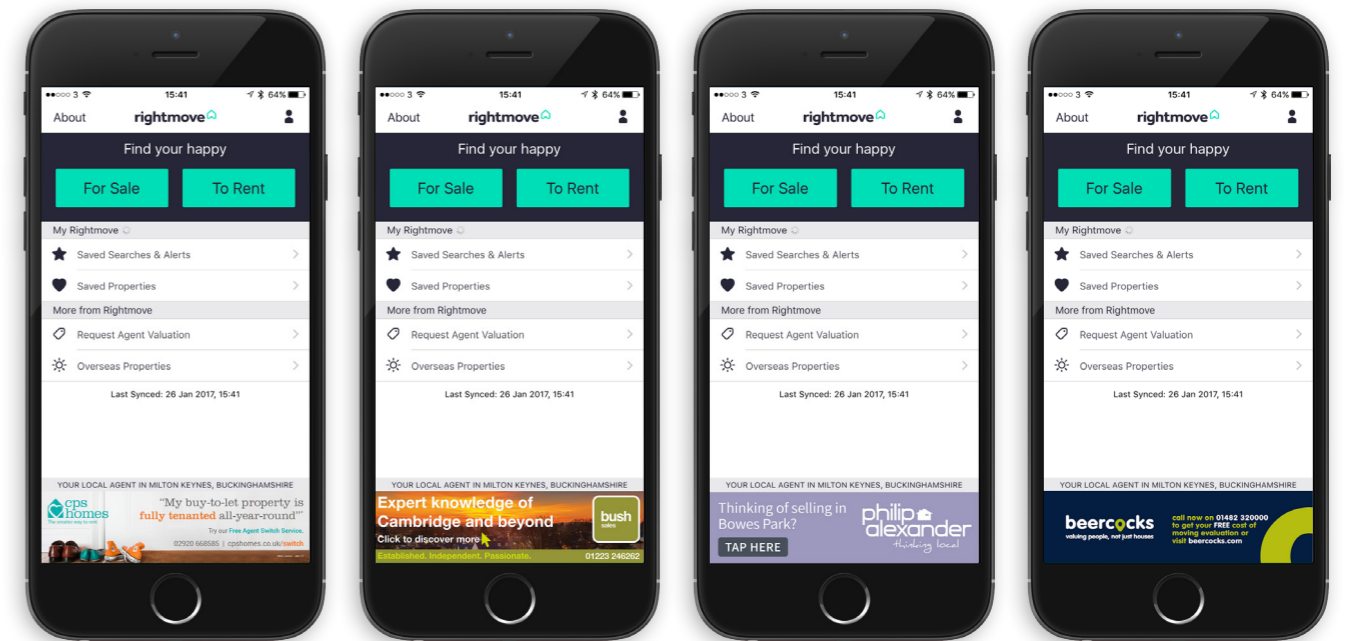 3 15:41 64%
About rightmove
Find your happy
For Sale To Rent
My Rightmove
Saved Searches & Alerts
Saved Properties
More from Rightmove
Request Agent Valuation
Overseas Properties
Last Synced: 26 Jan 2017, 15:41
YOUR LOCAL AGENT IN MILTON KEYNES, BUCKINGHAMSHIRE
cps
homes
The smarter way to rent
“My buy-to-let property is
fully tenanted all-year-round”
Try our Free Agent Switch Service.
02920 668585 | cpshomes.co.uk/switch
3 15:41 64%
About rightmove
Find your happy
For Sale To Rent
My Rightmove
Saved Searches & Alerts
Saved Properties
More from Rightmove
Request Agent Valuation
Overseas Properties
Last Synced: 26 Jan 2017, 15:41
YOUR LOCAL AGENT IN MILTON KEYNES, BUCKINGHAMSHIRE
Expert knowledge of
Cambridge and beyond
Click to discover more
bush
sales
Established. Independent. Passionate. 01223 246262
3 15:41 64%
About rightmove
Find your happy
For Sale To Rent
My Rightmove
Saved Searches & Alerts
Saved Properties
More from Rightmove
Request Agent Valuation
Overseas Properties
Last Synced: 26 Jan 2017, 15:41
YOUR LOCAL AGENT IN MILTON KEYNES, BUCKINGHAMSHIRE
Thinking of selling in
Bowes Park?
TAP HERE
philip
alexander
thinking local
3 15:41 64%
About rightmove
Find your happy
For Sale To Rent
My Rightmove
Saved Searches & Alerts
Saved Properties
More from Rightmove
Request Agent Valuation
Overseas Properties
Last Synced: 26 Jan 2017, 15:41
YOUR LOCAL AGENT IN MILTON KEYNES, BUCKINGHAMSHIRE
beercocks
valuing people, not just houses
call now on 01482 320000
to get your FREE cost of
moving evaluation or
visit beercocks.com